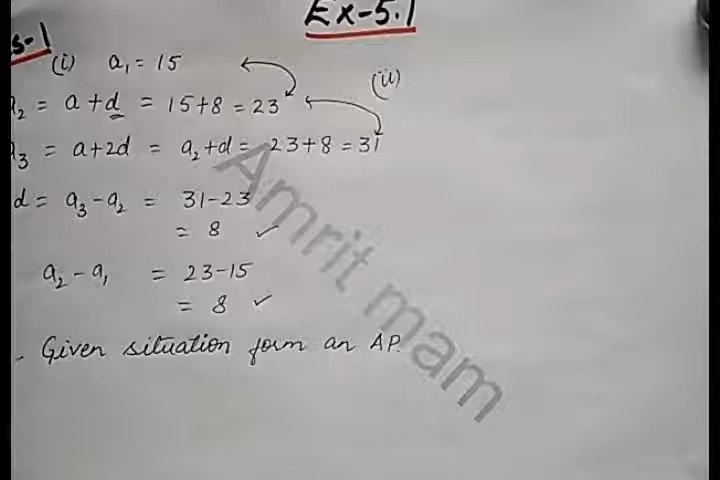 Ex-5.1
s-1
(i) a₁ = 15
(ii)
a₂ = a+d = 15+8 = 23
a₃ = a+2d = a₂+d = 23+8 = 31
d = a₃-a₂ = 31-23
= 8 ✓
a₂-a₁ = 23-15
= 8 ✓
Given situation form an AP.
Amrit mam